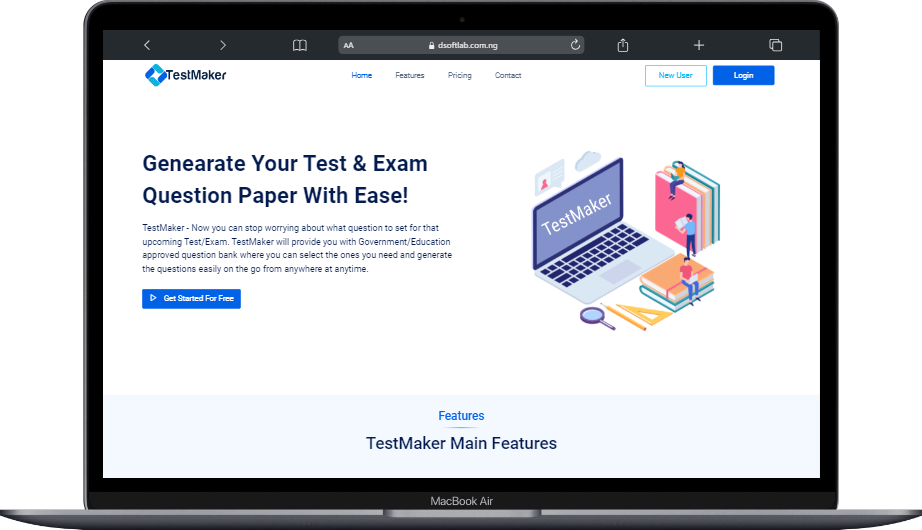 AA
dsoftlab.com.ng
TestMaker
Home
Features
Pricing
Contact
New User
Login
Genearate Your Test & Exam
Question Paper With Ease!
TestMaker - Now you can stop worrying about what question to set for that
upcoming Test/Exam. TestMaker will provide you with Government/Education
approved question bank where you can select the ones you need and generate
the questions easily on the go from anywhere at anytime.
Get Started For Free
TestMaker
Features
TestMaker Main Features
MacBook Air